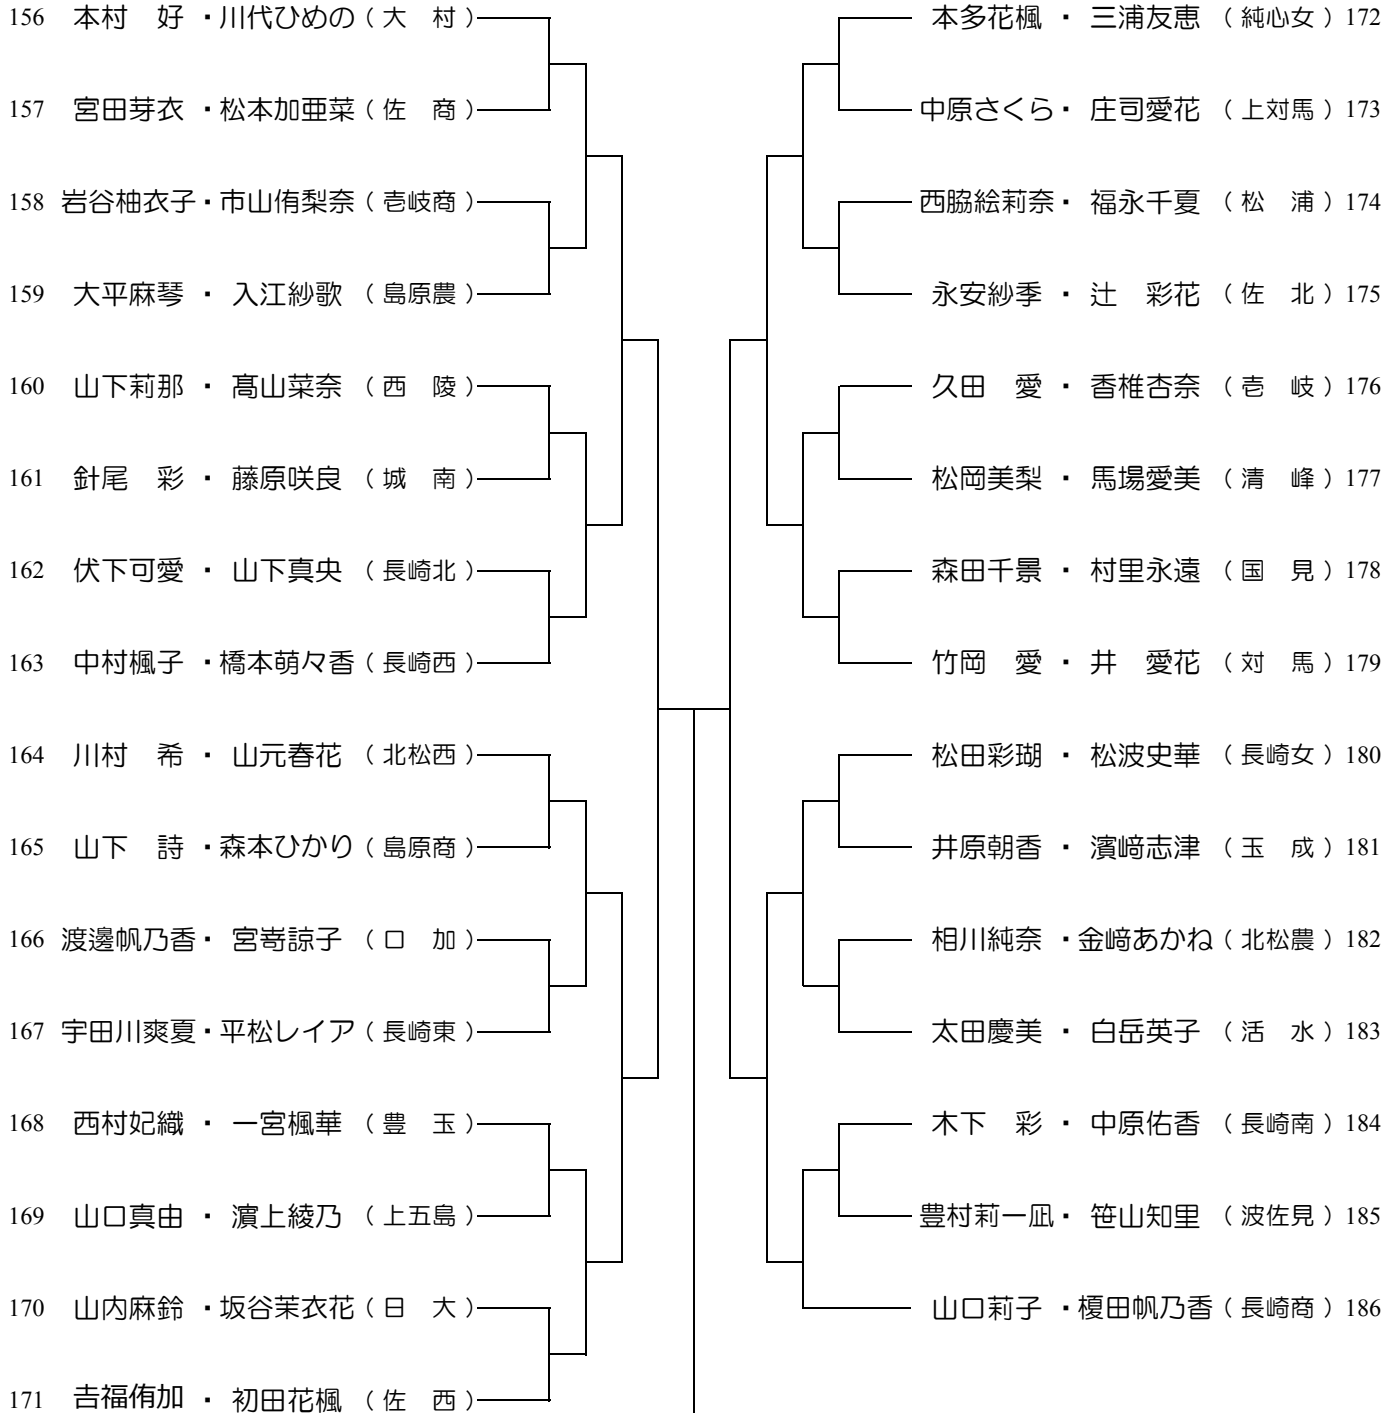 156 本村　好 ・川代ひめの（大　村）
157 宮田芽衣 ・松本加亜菜（佐　商）
158 岩谷柚衣子・市山侑梨奈（壱岐商）
159 大平麻琴 ・ 入江紗歌 （島原農）
160 山下莉那 ・ 髙山菜奈 （西　陵）
161 針尾　彩 ・ 藤原咲良 （城　南）
162 伏下可愛 ・ 山下真央 （長崎北）
163 中村楓子 ・橋本萌々香（長崎西）
164 川村　希 ・ 山元春花 （北松西）
165 山下　詩 ・森本ひかり（島原商）
166 渡邊帆乃香・ 宮嵜諒子 （口　加）
167 宇田川爽夏・平松レイア（長崎東）
168 西村妃織 ・ 一宮楓華 （豊　玉）
169 山口真由 ・ 濵上綾乃 （上五島）
170 山内麻鈴 ・坂谷茉衣花（日　大）
171 𠮷福侑加 ・ 初田花楓 （佐　西）
本多花楓 ・ 三浦友恵 （純心女）172
中原さくら・ 庄司愛花 （上対馬）173
西脇絵莉奈・ 福永千夏 （松　浦）174
永安紗季 ・ 辻　彩花 （佐　北）175
久田　愛 ・ 香椎杏奈 （壱　岐）176
松岡美梨 ・ 馬場愛美 （清　峰）177
森田千景 ・ 村里永遠 （国　見）178
竹岡　愛 ・ 井　愛花 （対　馬）179
松田彩瑚 ・ 松波史華 （長崎女）180
井原朝香 ・ 濱﨑志津 （玉　成）181
相川純奈 ・金﨑あかね（北松農）182
太田慶美 ・ 白岳英子 （活　水）183
木下　彩 ・ 中原佑香 （長崎南）184
豊村莉一凪・ 笹山知里 （波佐見）185
山口莉子 ・榎田帆乃香（長崎商）186